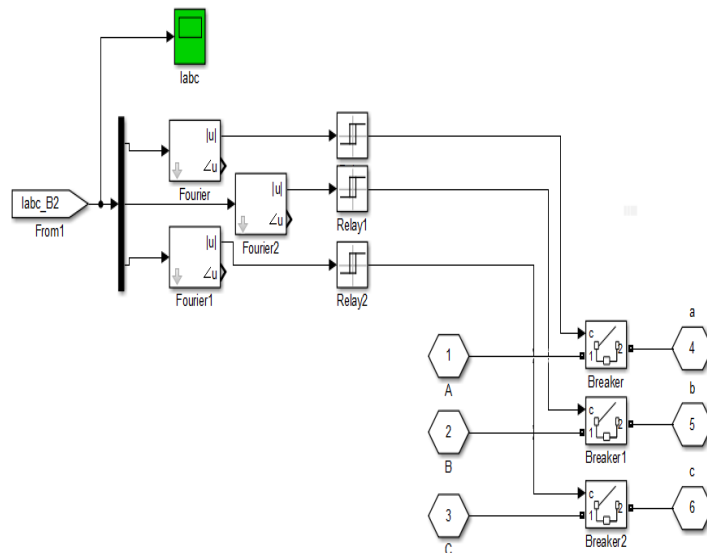 Iabc
|u|
∠u
Fourier
|u|
∠u
Relay1
Iabc_B2
From1
Fourier2
|u|
∠u
Fourier1
Relay2
a
c
1
2
1
4
A
Breaker
b
c
1
2
2
5
B
Breaker1
c
c
1
2
3
6
C
Breaker2